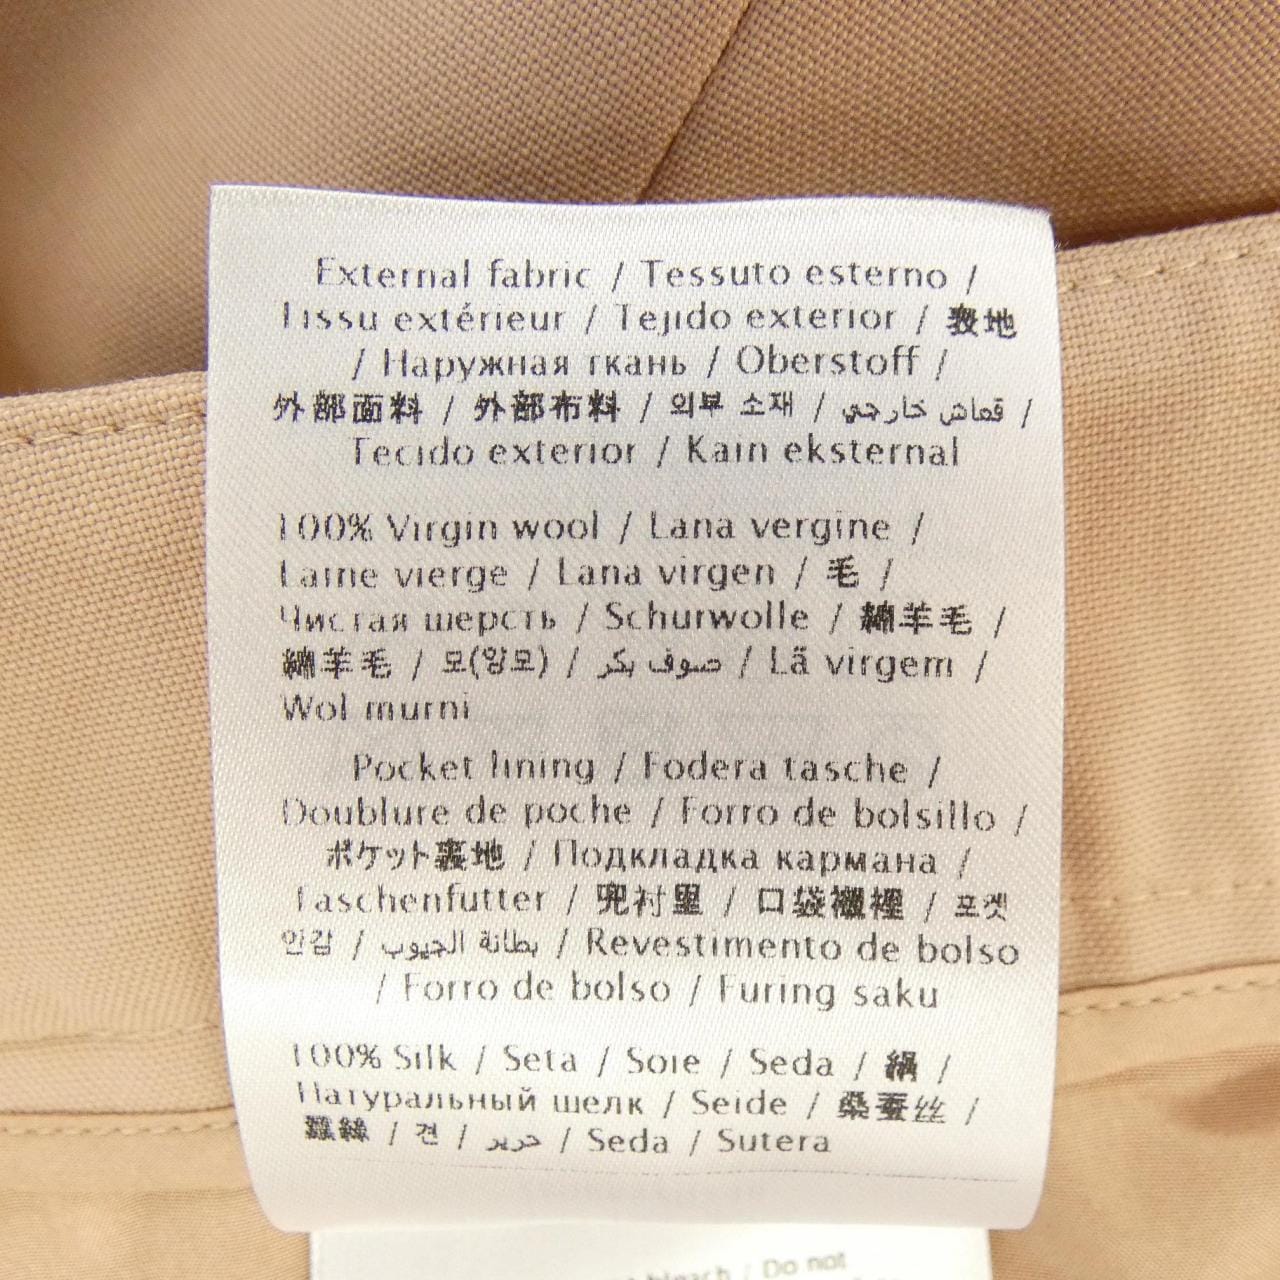 External fabric / Tessuto esterno /
Tissu extérieur / Tejido exterior / 表地
/ Наружная ткань / Oberstoff /
外部面料 / 外部布料 / 외부 소재 / قماش خارجي /
Tecido exterior / Kain eksternal
100% Virgin wool / Lana vergine /
Laine vierge / Lana virgen / 毛 /
Чистая шерсть / Schurwolle / 綿羊毛 /
綿羊毛 / 모(양모) / صوف بكر / Lã virgem /
Wol murni
Pocket lining / Fodera tasche /
Doublure de poche / Forro de bolsillo /
ポケット裏地 / Подкладка кармана /
Taschenfutter / 兜衬里 / 口袋襯裡 / 포켓
안감 / بطانة الجيوب / Revestimento de bolso
/ Forro de bolso / Furing saku
100% Silk / Seta / Soie / Seda / 絹 /
Натуральный шелк / Seide / 桑蚕丝 /
蠶絲 / 견 / حرير / Seda / Sutera
bleach / Do not